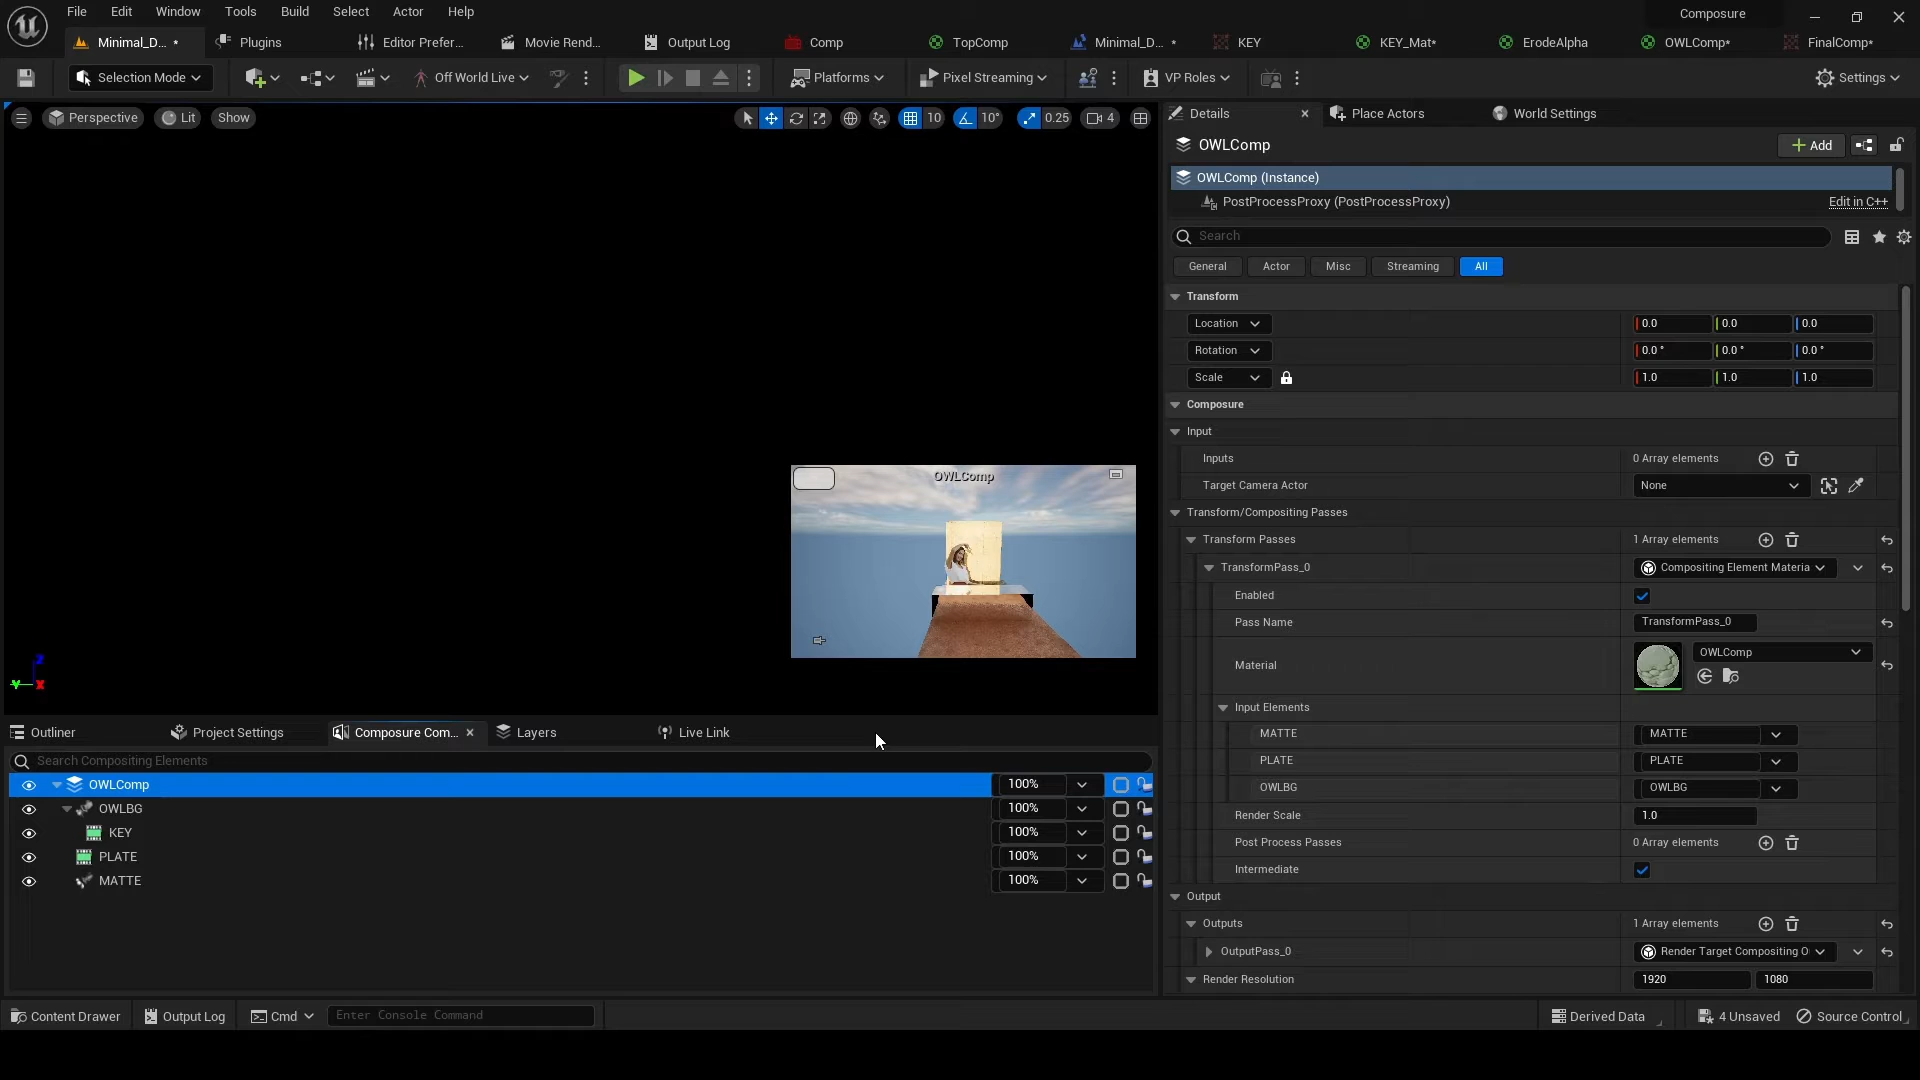 File Edit Window Tools Build Select Actor Help
Composure
Minimal_D... •
Plugins
Editor Prefer...
Movie Rend...
Output Log
Comp
TopComp
Minimal_D... •
KEY
KEY_Mat*
ErodeAlpha
OWLComp*
FinalComp*
Selection Mode
Off World Live
Platforms
Pixel Streaming
VP Roles
Settings
Perspective
Lit
Show
10
10°
0.25
4
OWLComp
Z
Y
X
Details
Place Actors
World Settings
OWLComp
Add
OWLComp (Instance)
PostProcessProxy (PostProcessProxy)
Edit in C++
Search
General
Actor
Misc
Streaming
All
Transform
Location 0.0 0.0 0.0
Rotation 0.0 ° 0.0 ° 0.0 °
Scale 1.0 1.0 1.0
Composure
Input
Inputs 0 Array elements
Target Camera Actor None
Transform/Compositing Passes
Transform Passes 1 Array elements
TransformPass_0 Compositing Element Materia
Enabled
Pass Name TransformPass_0
Material OWLComp
Input Elements
MATTE MATTE
PLATE PLATE
OWLBG OWLBG
Render Scale 1.0
Post Process Passes 0 Array elements
Intermediate
Output
Outputs 1 Array elements
OutputPass_0 Render Target Compositing O
Render Resolution 1920 1080
Outliner
Project Settings
Composure Com...
Layers
Live Link
Search Compositing Elements
OWLComp 100%
OWLBG 100%
KEY 100%
PLATE 100%
MATTE 100%
Content Drawer
Output Log
Cmd
Enter Console Command
Derived Data
4 Unsaved
Source Control